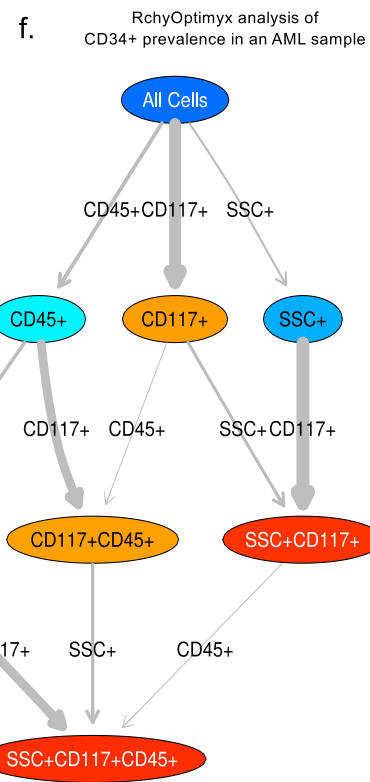 f.
RchyOptimyx analysis of
CD34+ prevalence in an AML sample
All Cells
CD45+ CD117+ SSC+
CD45+ CD117+ SSC+
CD117+ CD45+ SSC+ CD117+
CD117+CD45+ SSC+CD117+
17+ SSC+ CD45+
SSC+CD117+CD45+